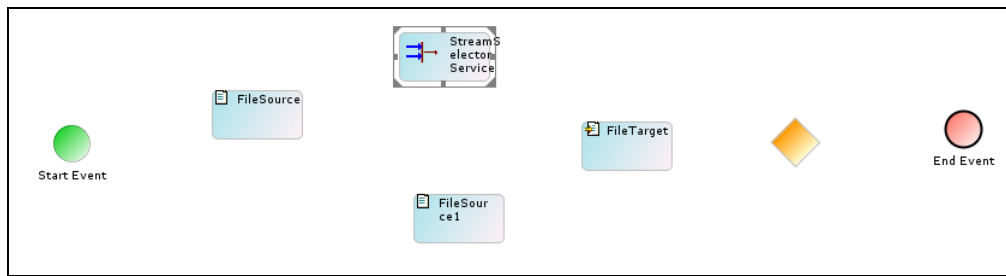 StreamS
elector
Service
FileSource
FileTarget
Start Event
End Event
FileSour
ce1